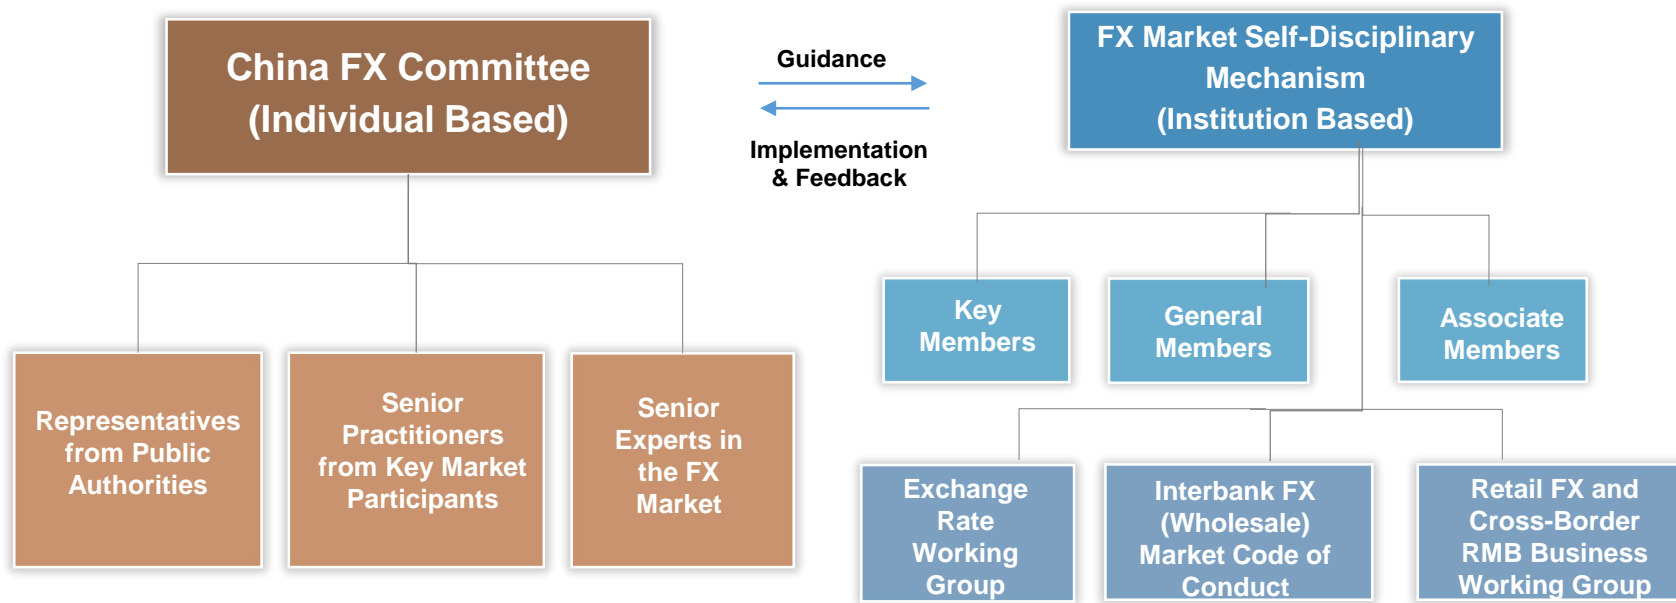 China FX Committee
(Individual Based)
Guidance
Implementation
& Feedback
FX Market Self-Disciplinary
Mechanism
(Institution Based)
Representatives
from Public
Authorities
Senior
Practitioners
from Key Market
Participants
Senior
Experts in
the FX
Market
Key
Members
General
Members
Associate
Members
Exchange
Rate
Working
Group
Interbank FX
(Wholesale)
Market Code of
Conduct
Retail FX and
Cross-Border
RMB Business
Working Group